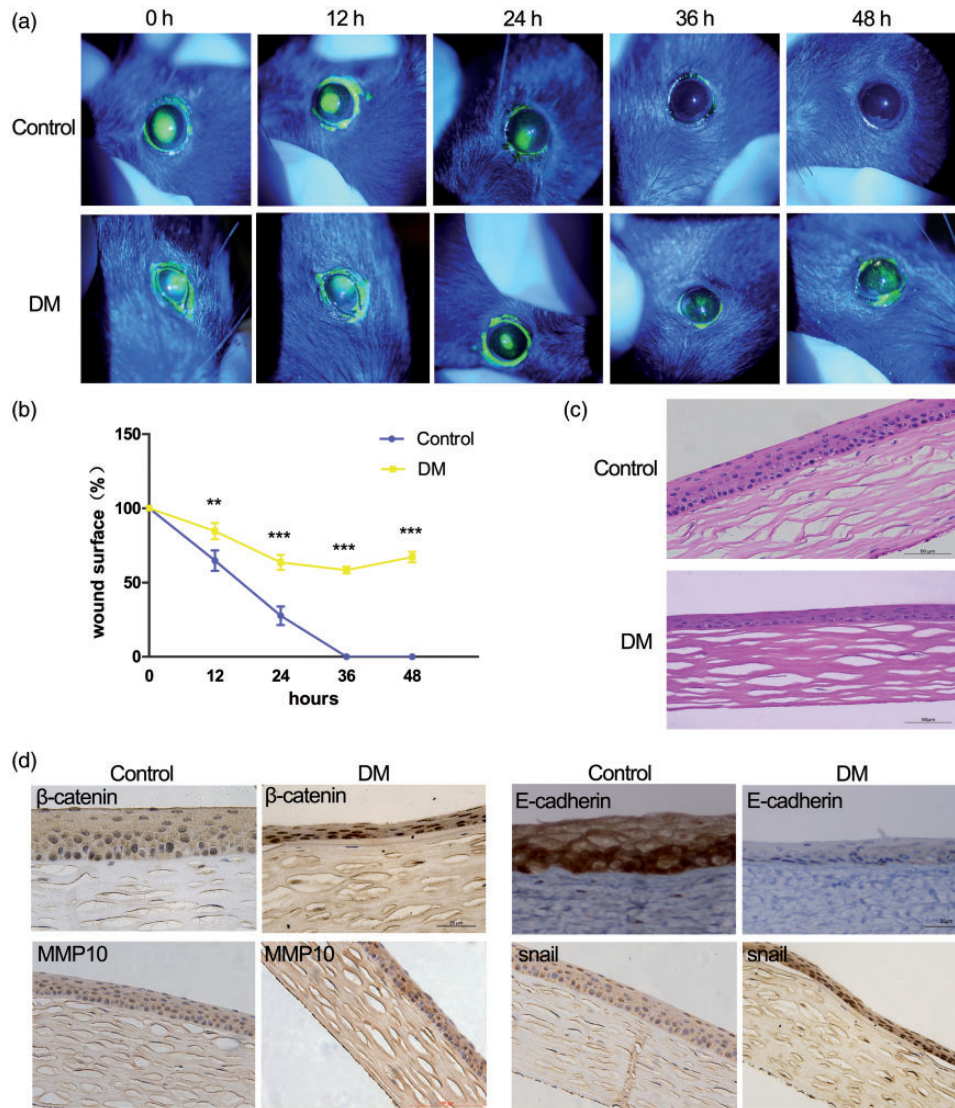 (a)
0 h 12 h 24 h 36 h 48 h
Control
DM
(b)
150
100
50
0
wound surface (%)
Control
DM
**
***
***
***
0 12 24 36 48
hours
(c)
Control
DM
(d)
Control DM Control DM
β-catenin β-catenin E-cadherin E-cadherin
MMP10 MMP10 snail snail